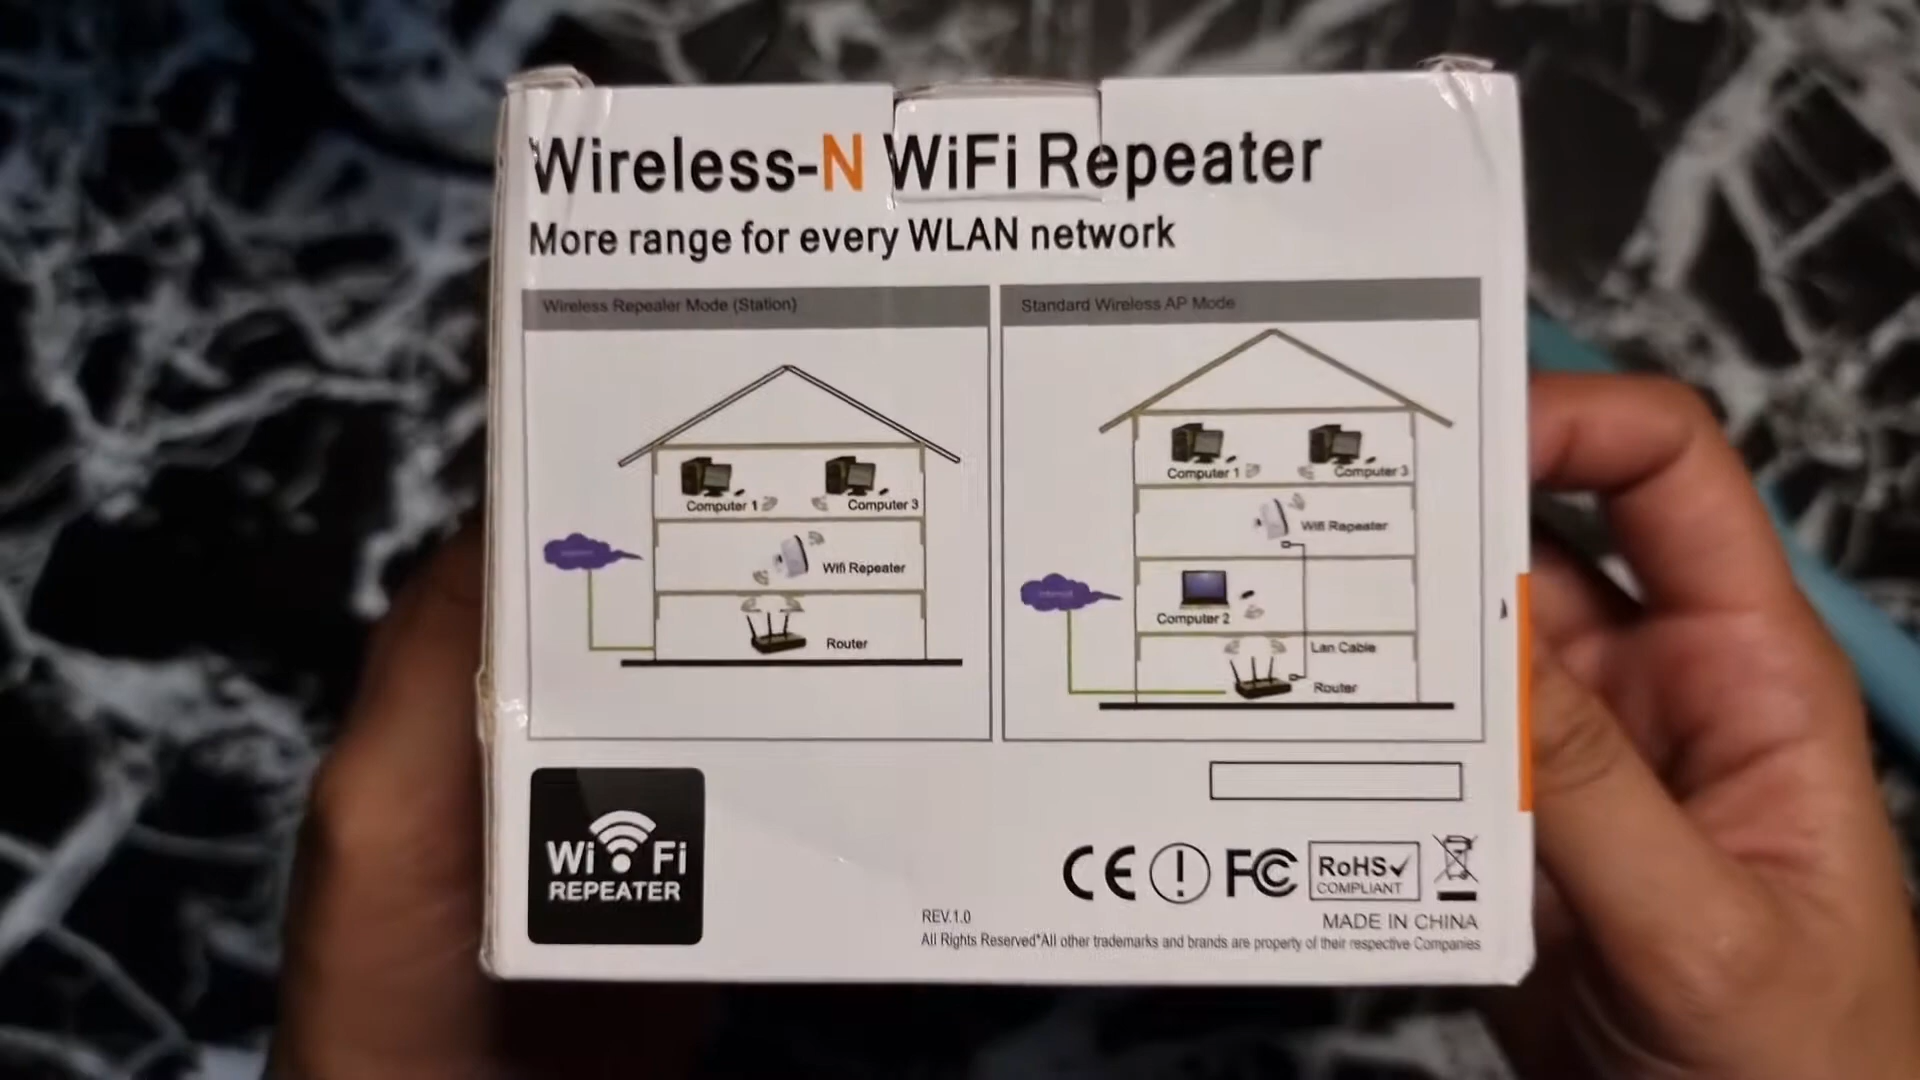 Wireless-N WiFi Repeater
More range for every WLAN network
Wireless Repealer Mode (Station)
Computer 1
Computer 3
Wifi Repeater
Router
Standard Wireless AP Mode
Computer 1
Computer 3
Wifi Repeater
Computer 2
Lan Cable
Router
Wi Fi
REPEATER
CE FC RoHS
COMPLIANT
REV.1.0
MADE IN CHINA
All Rights Reserved*All other trademarks and brands are property of their respective Companies